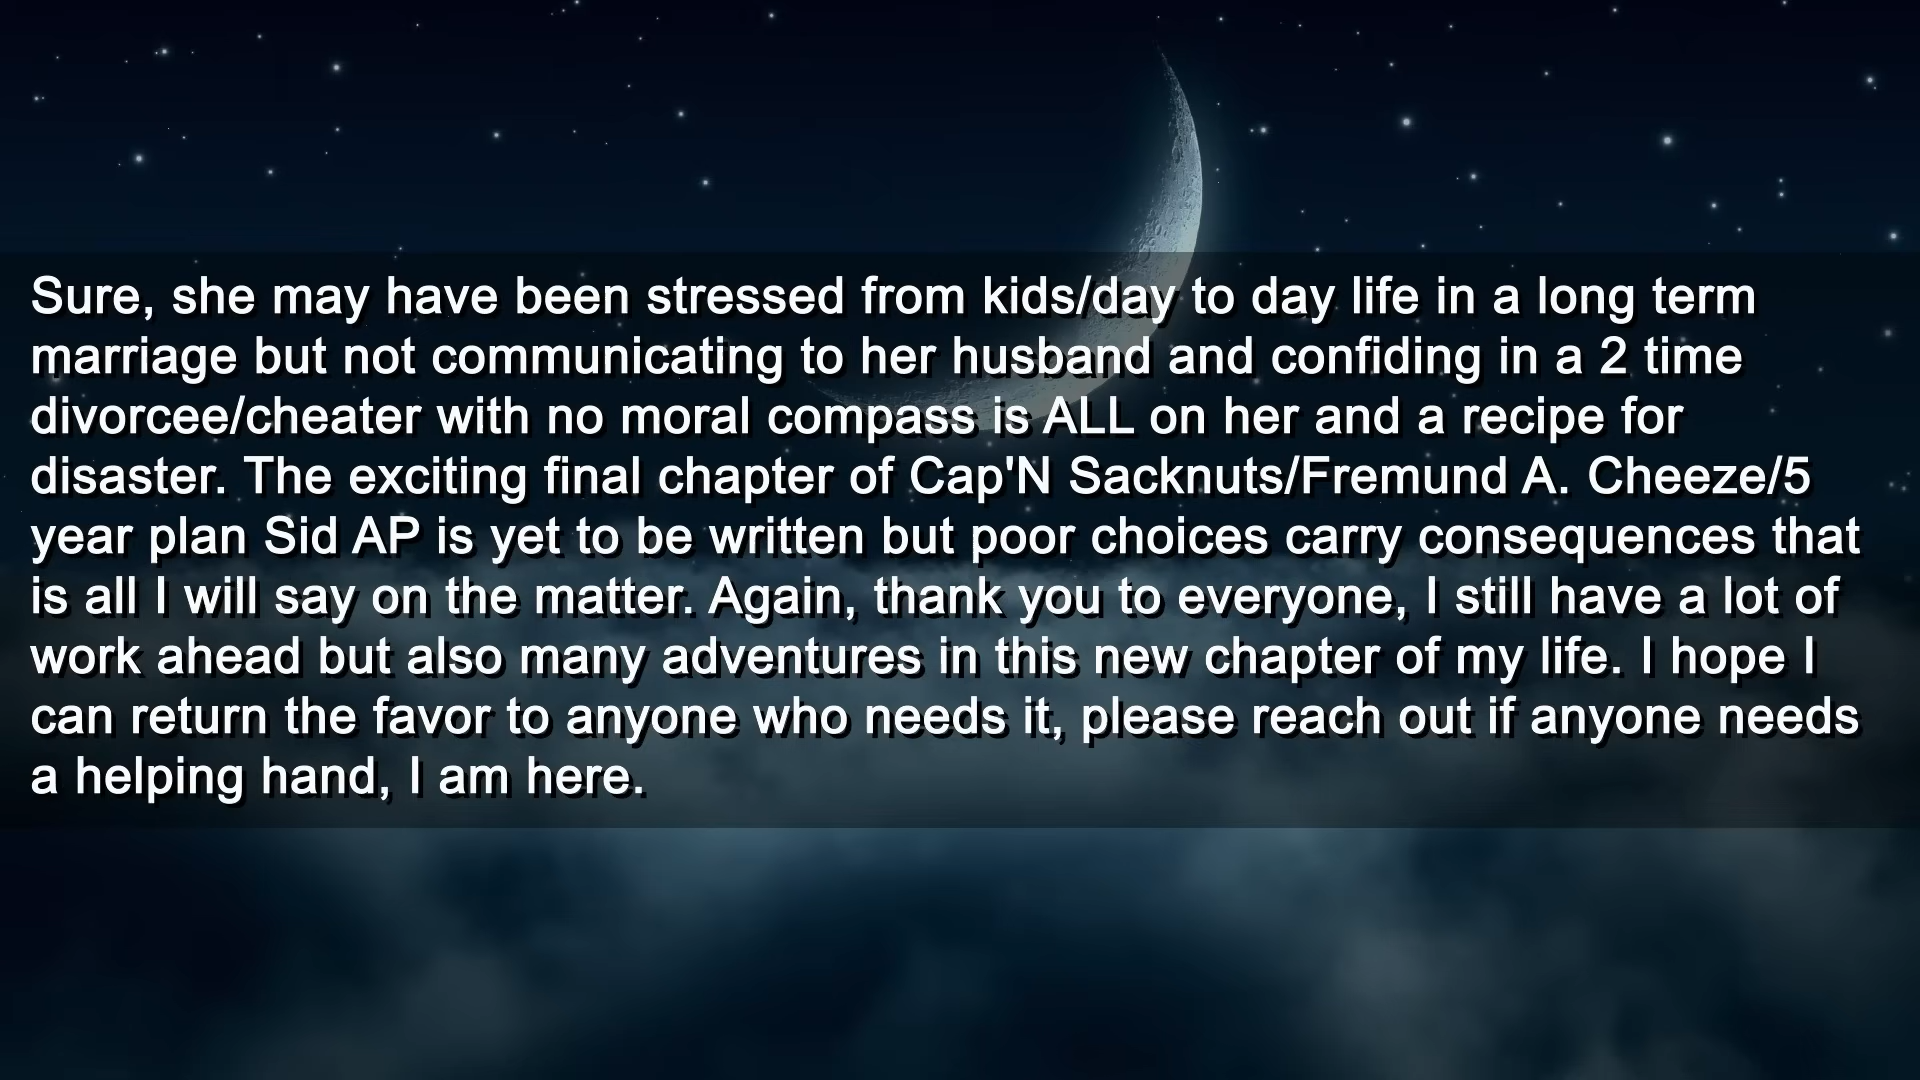 Sure, she may have been stressed from kids/day to day life in a long term
marriage but not communicating to her husband and confiding in a 2 time
divorcee/cheater with no moral compass is ALL on her and a recipe for
disaster. The exciting final chapter of Cap'N Sacknuts/Fremund A. Cheeze/5
year plan Sid AP is yet to be written but poor choices carry consequences that
is all I will say on the matter. Again, thank you to everyone, I still have a lot of
work ahead but also many adventures in this new chapter of my life. I hope I
can return the favor to anyone who needs it, please reach out if anyone needs
a helping hand, I am here.